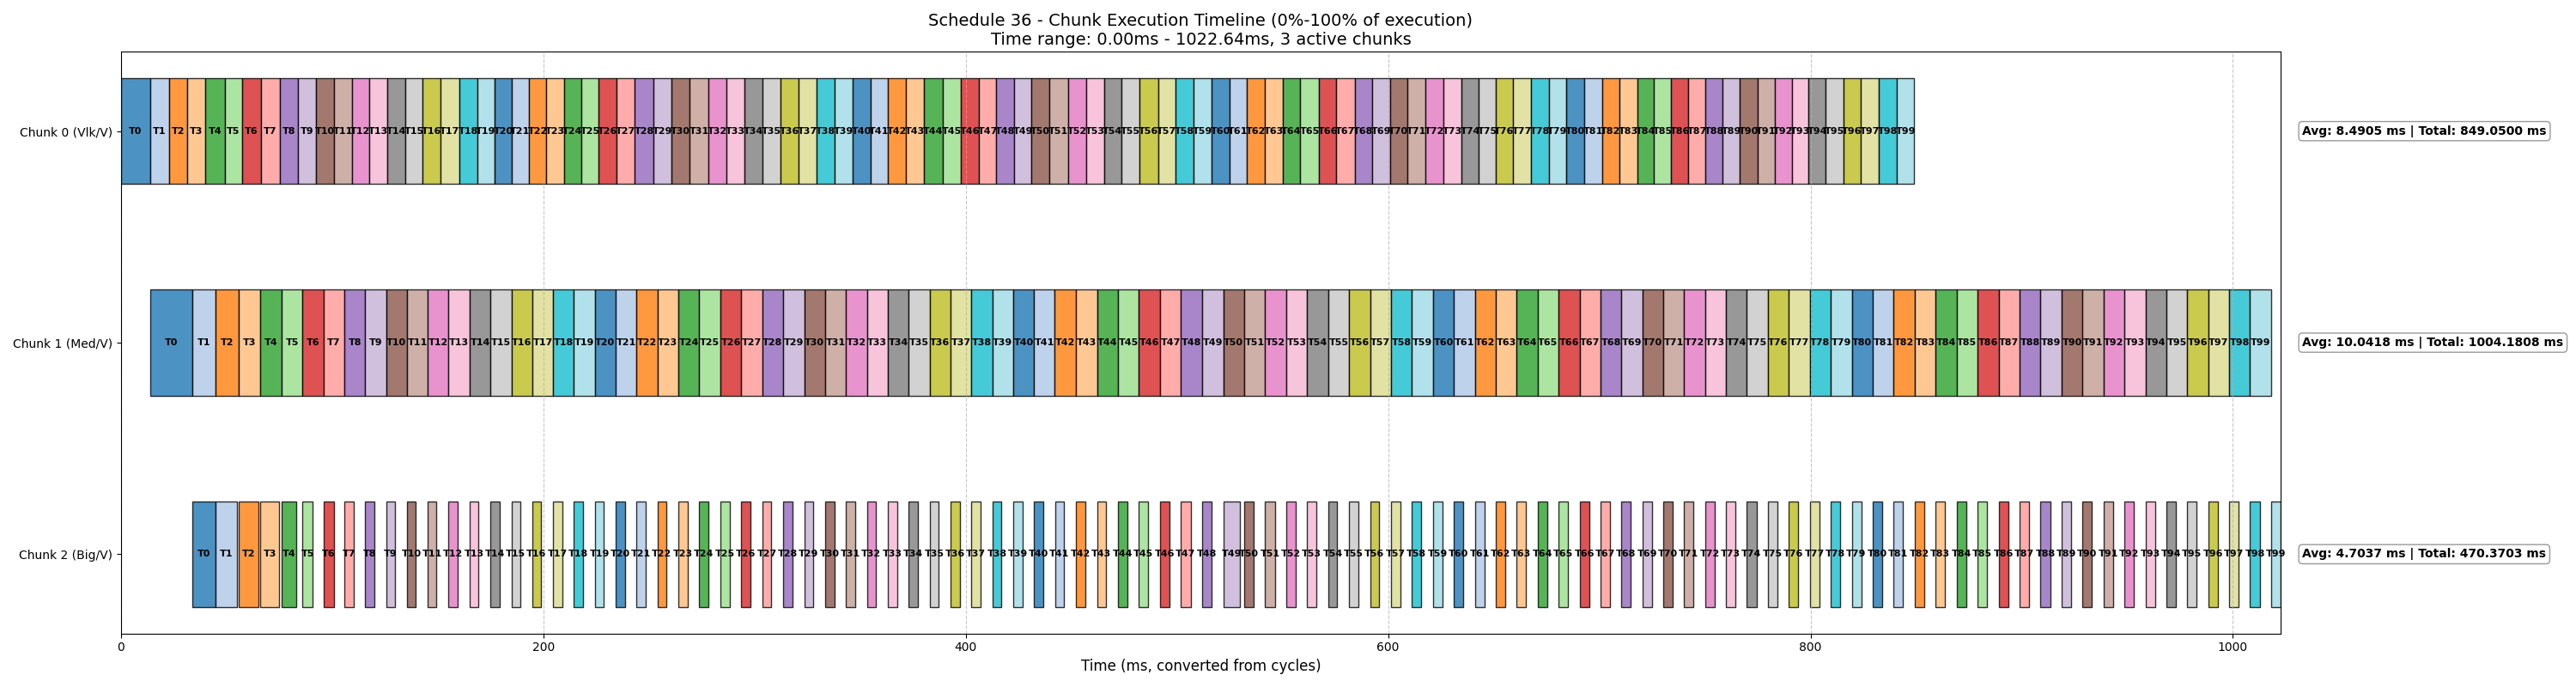 Schedule 36 - Chunk Execution Timeline (0%-100% of execution)
Time range: 0.00ms - 1022.64ms, 3 active chunks
Chunk 0 (Vlk/V)
T0 T1 T2 T3 T4 T5 T6 T7 T8 T9 T10 T11 T12 T13 T14 T15 T16 T17 T18 T19 T20 T21 T22 T23 T24 T25 T26 T27 T28 T29 T30 T31 T32 T33 T34 T35 T36 T37 T38 T39 T40 T41 T42 T43 T44 T45 T46 T47 T48 T49 T50 T51 T52 T53 T54 T55 T56 T57 T58 T59 T60 T61 T62 T63 T64 T65 T66 T67 T68 T69 T70 T71 T72 T73 T74 T75 T76 T77 T78 T79 T80 T81 T82 T83 T84 T85 T86 T87 T88 T89 T90 T91 T92 T93 T94 T95 T96 T97 T98 T99
Avg: 8.4905 ms | Total: 849.0500 ms
Chunk 1 (Med/V)
T0 T1 T2 T3 T4 T5 T6 T7 T8 T9 T10 T11 T12 T13 T14 T15 T16 T17 T18 T19 T20 T21 T22 T23 T24 T25 T26 T27 T28 T29 T30 T31 T32 T33 T34 T35 T36 T37 T38 T39 T40 T41 T42 T43 T44 T45 T46 T47 T48 T49 T50 T51 T52 T53 T54 T55 T56 T57 T58 T59 T60 T61 T62 T63 T64 T65 T66 T67 T68 T69 T70 T71 T72 T73 T74 T75 T76 T77 T78 T79 T80 T81 T82 T83 T84 T85 T86 T87 T88 T89 T90 T91 T92 T93 T94 T95 T96 T97 T98 T99
Avg: 10.0418 ms | Total: 1004.1808 ms
Chunk 2 (Big/V)
T0 T1 T2 T3 T4 T5 T6 T7 T8 T9 T10 T11 T12 T13 T14 T15 T16 T17 T18 T19 T20 T21 T22 T23 T24 T25 T26 T27 T28 T29 T30 T31 T32 T33 T34 T35 T36 T37 T38 T39 T40 T41 T42 T43 T44 T45 T46 T47 T48 T49 T50 T51 T52 T53 T54 T55 T56 T57 T58 T59 T60 T61 T62 T63 T64 T65 T66 T67 T68 T69 T70 T71 T72 T73 T74 T75 T76 T77 T78 T79 T80 T81 T82 T83 T84 T85 T86 T87 T88 T89 T90 T91 T92 T93 T94 T95 T96 T97 T98 T99
Avg: 4.7037 ms | Total: 470.3703 ms
0 200 400 600 800 1000
Time (ms, converted from cycles)